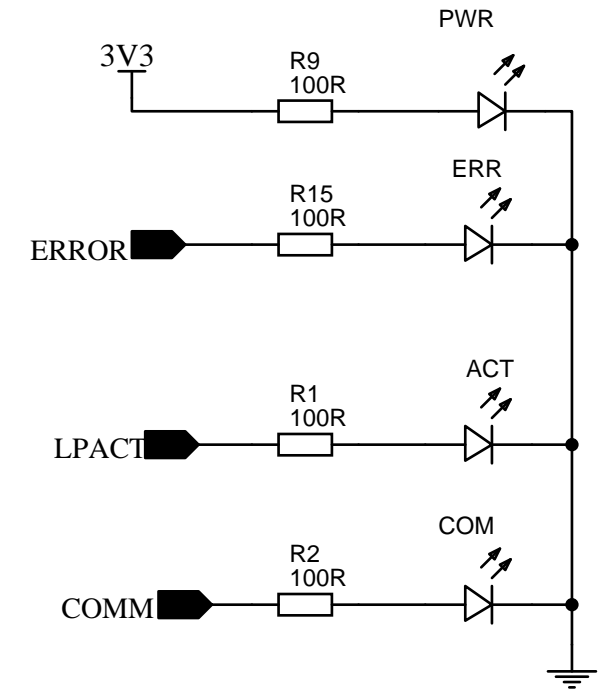 PWR
3V3
R9
100R
ERR
R15
100R
ERROR
ACT
R1
100R
LPACT
COM
R2
100R
COMM